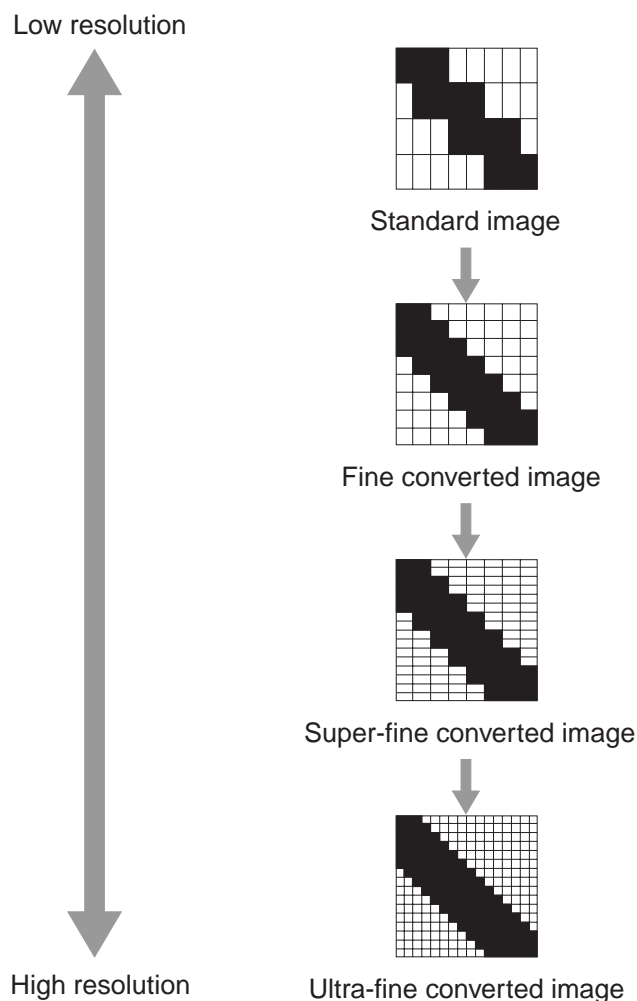 Low resolution
Standard image
Fine converted image
Super-fine converted image
High resolution
Ultra-fine converted image